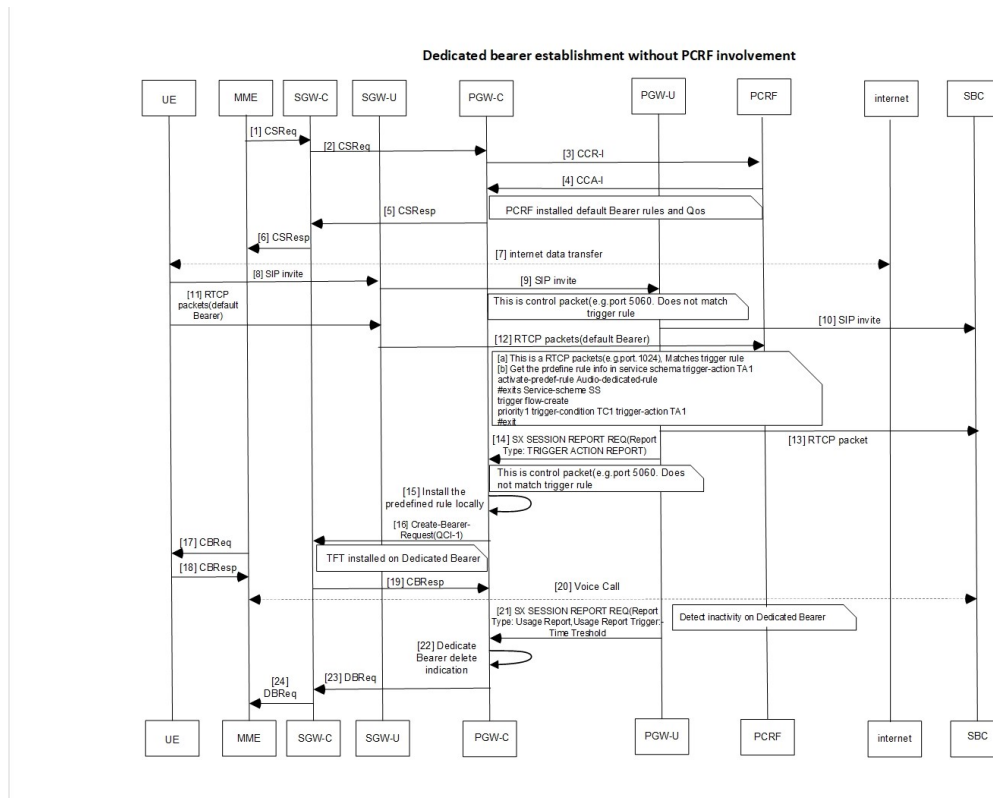 Dedicated bearer establishment without PCRF involvement
UE
MME
SGW-C
SGW-U
PGW-C
PGW-U
PCRF
internet
SBC
[1] CSReq
[2] CSReq
[3] CCR-I
[4] CCA-I
PCRF installed default Bearer rules and Qos
[5] CSResp
[6] CSResp
[7] internet data transfer
[8] SIP invite
[9] SIP invite
[11] RTCP
packets(default
Bearer)
This is control packet(e.g.port 5060. Does not match
trigger rule
[10] SIP invite
[12] RTCP packets(default Bearer)
[a] This is a RTCP packets(e.g.port.1024), Matches trigger rule
[b] Get the prdefine rule info in service schema trigger-action TA1
activate-predef-rule Audio-dedicated-rule
#exits Service-scheme SS
trigger flow-create
priority1 trigger-condition TC1 trigger-action TA1
#exit
[13] RTCP packet
[14] SX SESSION REPORT REQ(Report
Type: TRIGGER ACTION REPORT)
This is control packet(e.g.port 5060. Does
not match trigger rule
[15] Install the
predefined rule locally
[16] Create-Bearer-
Request(QCI-1)
[17] CBReq
TFT installed on Dedicated Bearer
[18] CBResp
[19] CBResp
[20] Voice Call
[21] SX SESSION REPORT REQ(Report
Type: Usage Report,Usage Report Trigger:-
Time Treshold
Detect inactivity on Dedicated Bearer
[22] Dedicate
Bearer delete
indication
[23] DBReq
[24]
DBReq
UE
MME
SGW-C
SGW-U
PGW-C
PGW-U
PCRF
internet
SBC